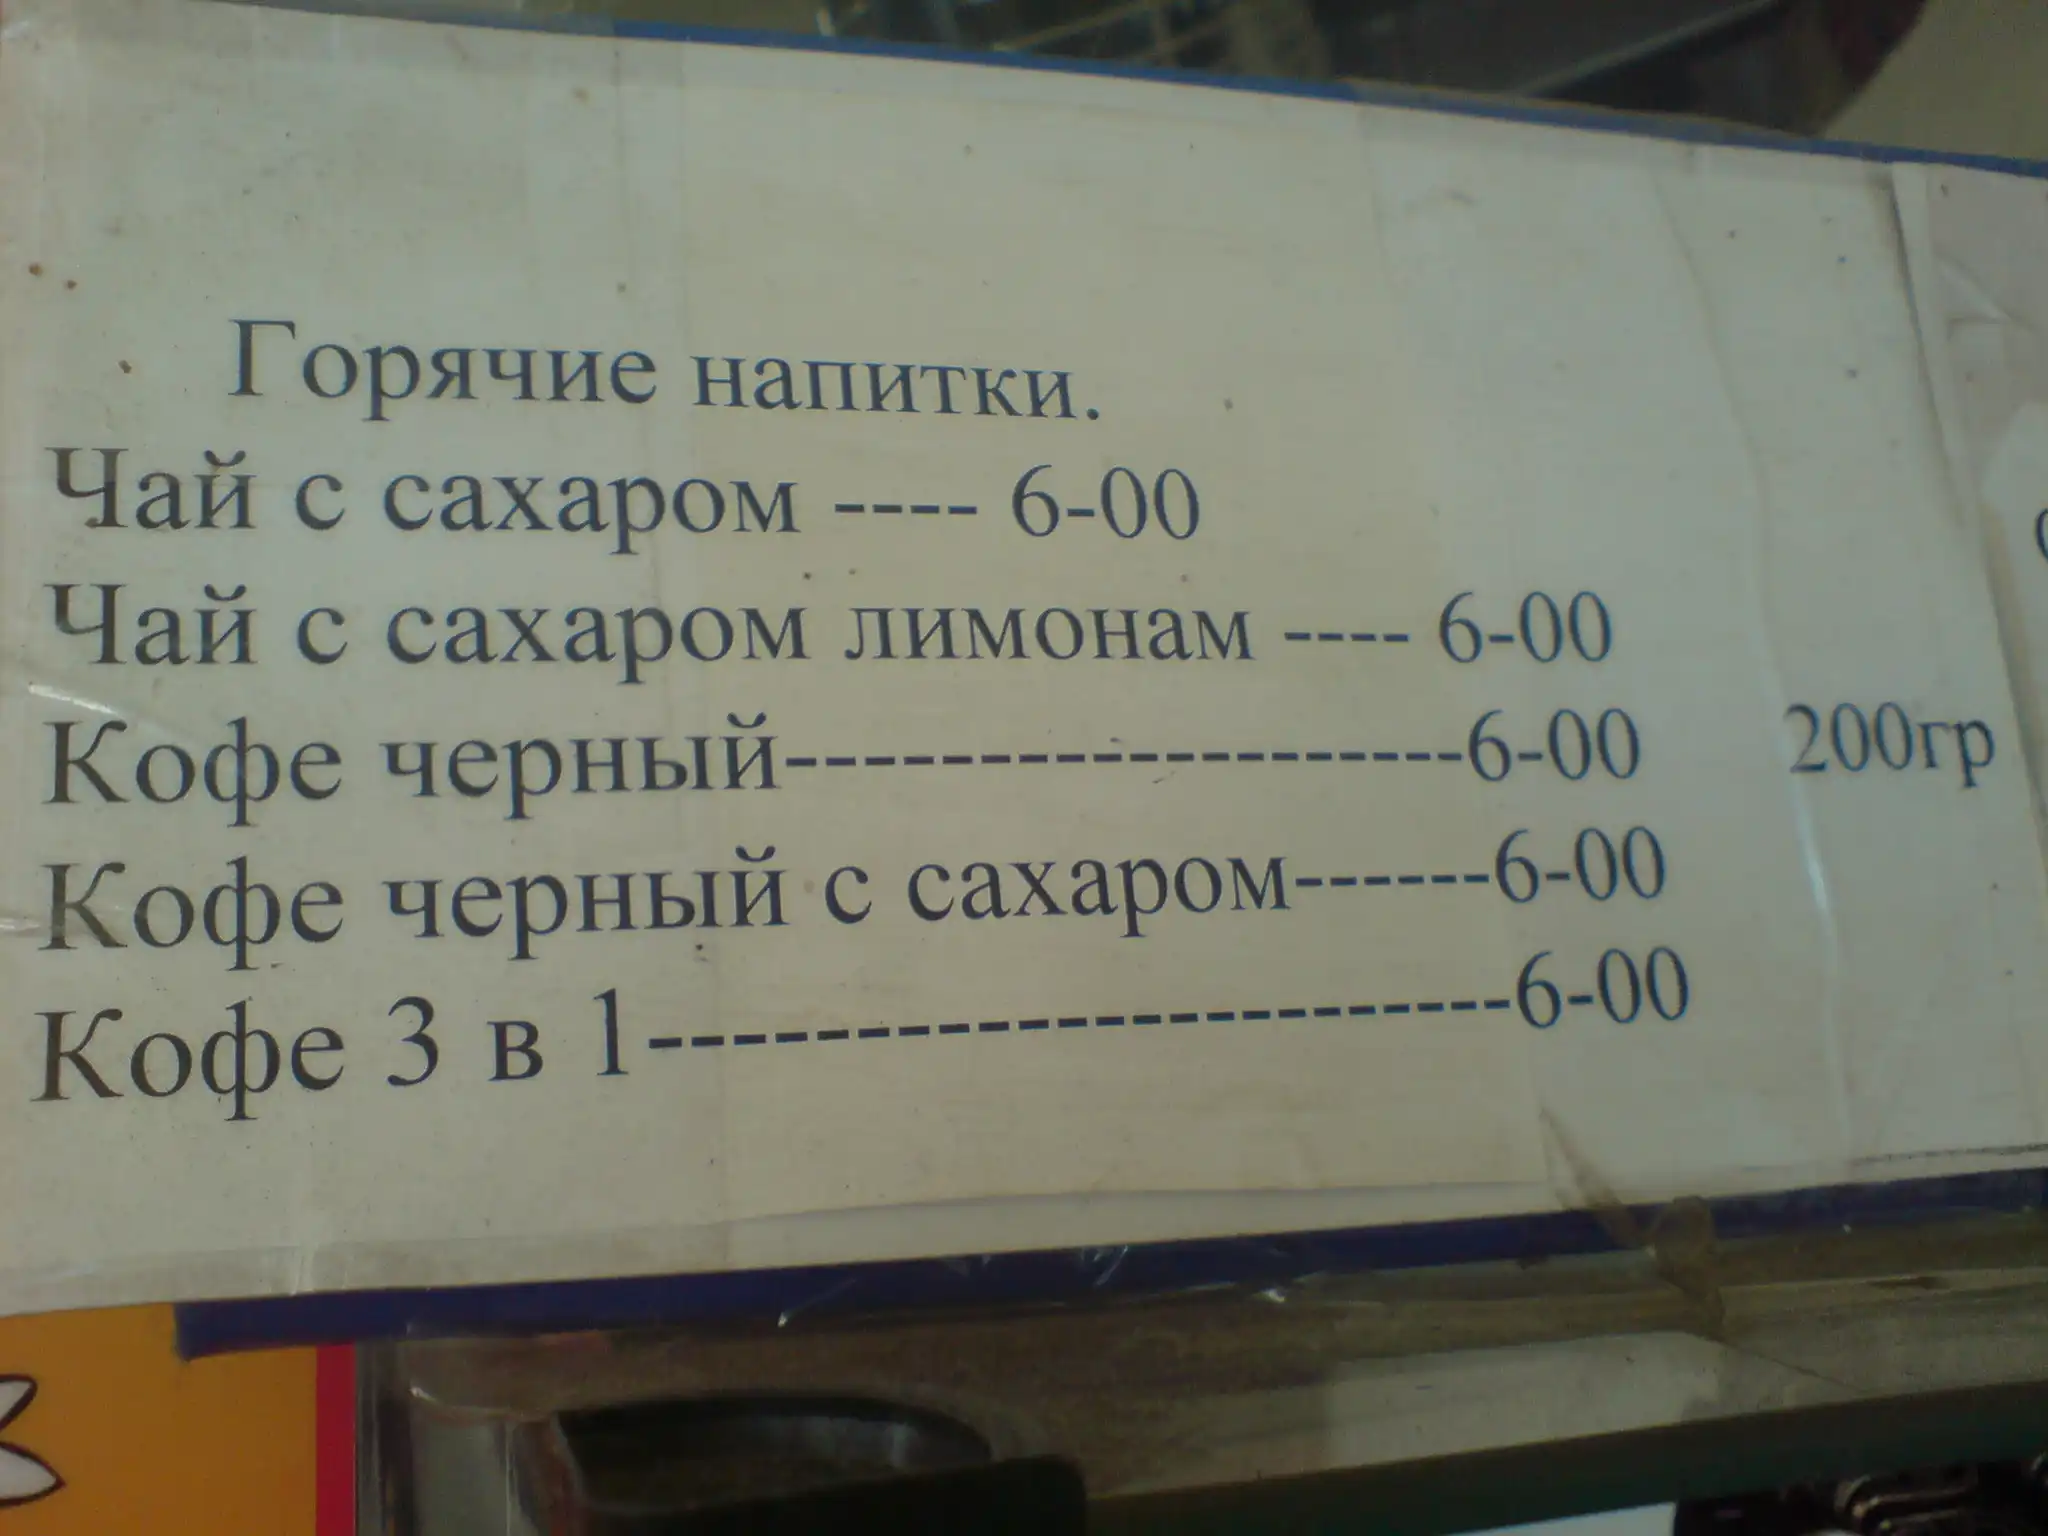 Горячие напитки.
Чай с сахаром ---- 6-00
Чай с сахаром лимонам ---- 6-00
Кофе черный-------------------6-00 200гр
Кофе черный с сахаром------6-00
Кофе 3 в 1---------------------6-00